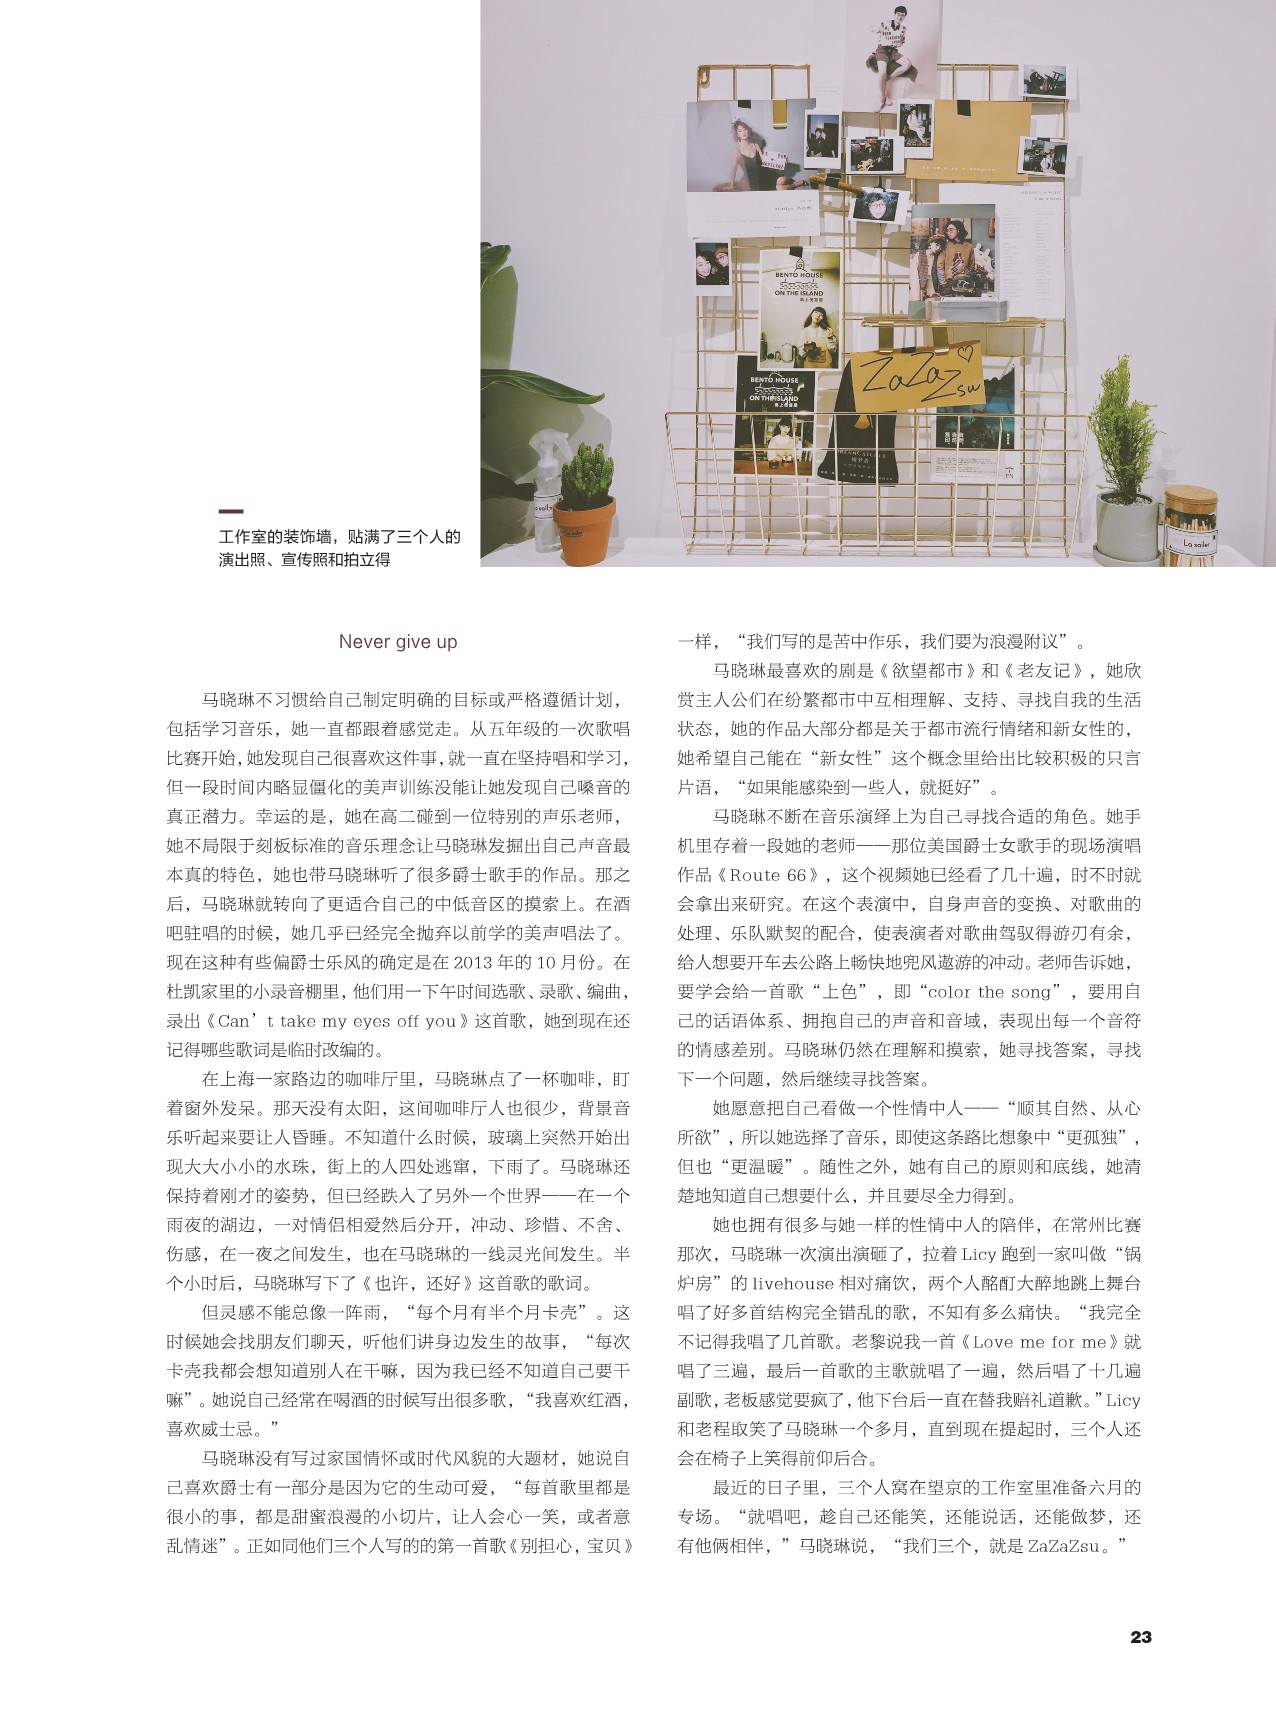 BENTO HOUSE
ON THE ISLAND
島上便當屋
ZaZaZsu
BENTO HOUSE
ON THE ISLAND
La sailer
工作室的装饰墙，贴满了三个人的
演出照、宣传照和拍立得
Never give up
马晓琳不习惯给自己制定明确的目标或严格遵循计划，
包括学习音乐，她一直都跟着感觉走。从五年级的一次歌唱
比赛开始，她发现自己很喜欢这件事，就一直在坚持唱和学习，
但一段时间内略显僵化的美声训练没能让她发现自己嗓音的
真正潜力。幸运的是，她在高二碰到一位特别的声乐老师，
她不局限于刻板标准的音乐理念让马晓琳发掘出自己声音最
本真的特色，她也带马晓琳听了很多爵士歌手的作品。那之
后，马晓琳就转向了更适合自己的中低音区的摸索上。在酒
吧驻唱的时候，她几乎已经完全抛弃以前学的美声唱法了。
现在这种有些偏爵士乐风的确定是在 2013 年的 10 月份。在
杜凯家里的小录音棚里，他们用一下午时间选歌、录歌、编曲，
录出《Can’t take my eyes off you》这首歌，她到现在还
记得哪些歌词是临时改编的。
在上海一家路边的咖啡厅里，马晓琳点了一杯咖啡，盯
着窗外发呆。那天没有太阳，这间咖啡厅人也很少，背景音
乐听起来要让人昏睡。不知道什么时候，玻璃上突然开始出
现大大小小的水珠，街上的人四处逃窜，下雨了。马晓琳还
保持着刚才的姿势，但已经跌入了另外一个世界——在一个
雨夜的湖边，一对情侣相爱然后分开，冲动、珍惜、不舍、
伤感，在一夜之间发生，也在马晓琳的一线灵光间发生。半
个小时后，马晓琳写下了《也许，还好》这首歌的歌词。
但灵感不能总像一阵雨，“每个月有半个月卡壳”。这
时候她会找朋友们聊天，听他们讲身边发生的故事，“每次
卡壳我都会想知道别人在干嘛，因为我已经不知道自己要干
嘛”。她说自己经常在喝酒的时候写出很多歌，“我喜欢红酒，
喜欢威士忌。”
马晓琳没有写过家国情怀或时代风貌的大题材，她说自
己喜欢爵士有一部分是因为它的生动可爱，“每首歌里都是
很小的事，都是甜蜜浪漫的小切片，让人会心一笑，或者意
乱情迷”。正如同他们三个人写的的第一首歌《别担心，宝贝》
一样，“我们写的是苦中作乐，我们要为浪漫附议”。
马晓琳最喜欢的剧是《欲望都市》和《老友记》，她欣
赏主人公们在纷繁都市中互相理解、支持、寻找自我的生活
状态，她的作品大部分都是关于都市流行情绪和新女性的，
她希望自己能在“新女性”这个概念里给出比较积极的只言
片语，“如果能感染到一些人，就挺好”。
马晓琳不断在音乐演绎上为自己寻找合适的角色。她手
机里存着一段她的老师——那位美国爵士女歌手的现场演唱
作品《Route 66》，这个视频她已经看了几十遍，时不时就
会拿出来研究。在这个表演中，自身声音的变换、对歌曲的
处理、乐队默契的配合，使表演者对歌曲驾驭得游刃有余，
给人想要开车去公路上畅快地兜风遨游的冲动。老师告诉她，
要学会给一首歌“上色”，即“color the song”，要用自
己的话语体系、拥抱自己的声音和音域，表现出每一个音符
的情感差别。马晓琳仍然在理解和摸索，她寻找答案，寻找
下一个问题，然后继续寻找答案。
她愿意把自己看做一个性情中人——“顺其自然、从心
所欲”，所以她选择了音乐，即使这条路比想象中“更孤独”，
但也“更温暖”。随性之外，她有自己的原则和底线，她清
楚地知道自己想要什么，并且要尽全力得到。
她也拥有很多与她一样的性情中人的陪伴，在常州比赛
那次，马晓琳一次演出演砸了，拉着 Licy 跑到一家叫做“锅
炉房”的 livehouse 相对痛饮，两个人酩酊大醉地跳上舞台
唱了好多首结构完全错乱的歌，不知有多么痛快。“我完全
不记得我唱了几首歌。老黎说我一首《Love me for me》就
唱了三遍，最后一首歌的主歌就唱了一遍，然后唱了十几遍
副歌，老板感觉要疯了，他下台后一直在替我赔礼道歉。”Licy
和老程取笑了马晓琳一个多月，直到现在提起时，三个人还
会在椅子上笑得前仰后合。
最近的日子里，三个人窝在望京的工作室里准备六月的
专场。“就唱吧，趁自己还能笑，还能说话，还能做梦，还
有他俩相伴，”马晓琳说，“我们三个，就是 ZaZaZsu。”
23